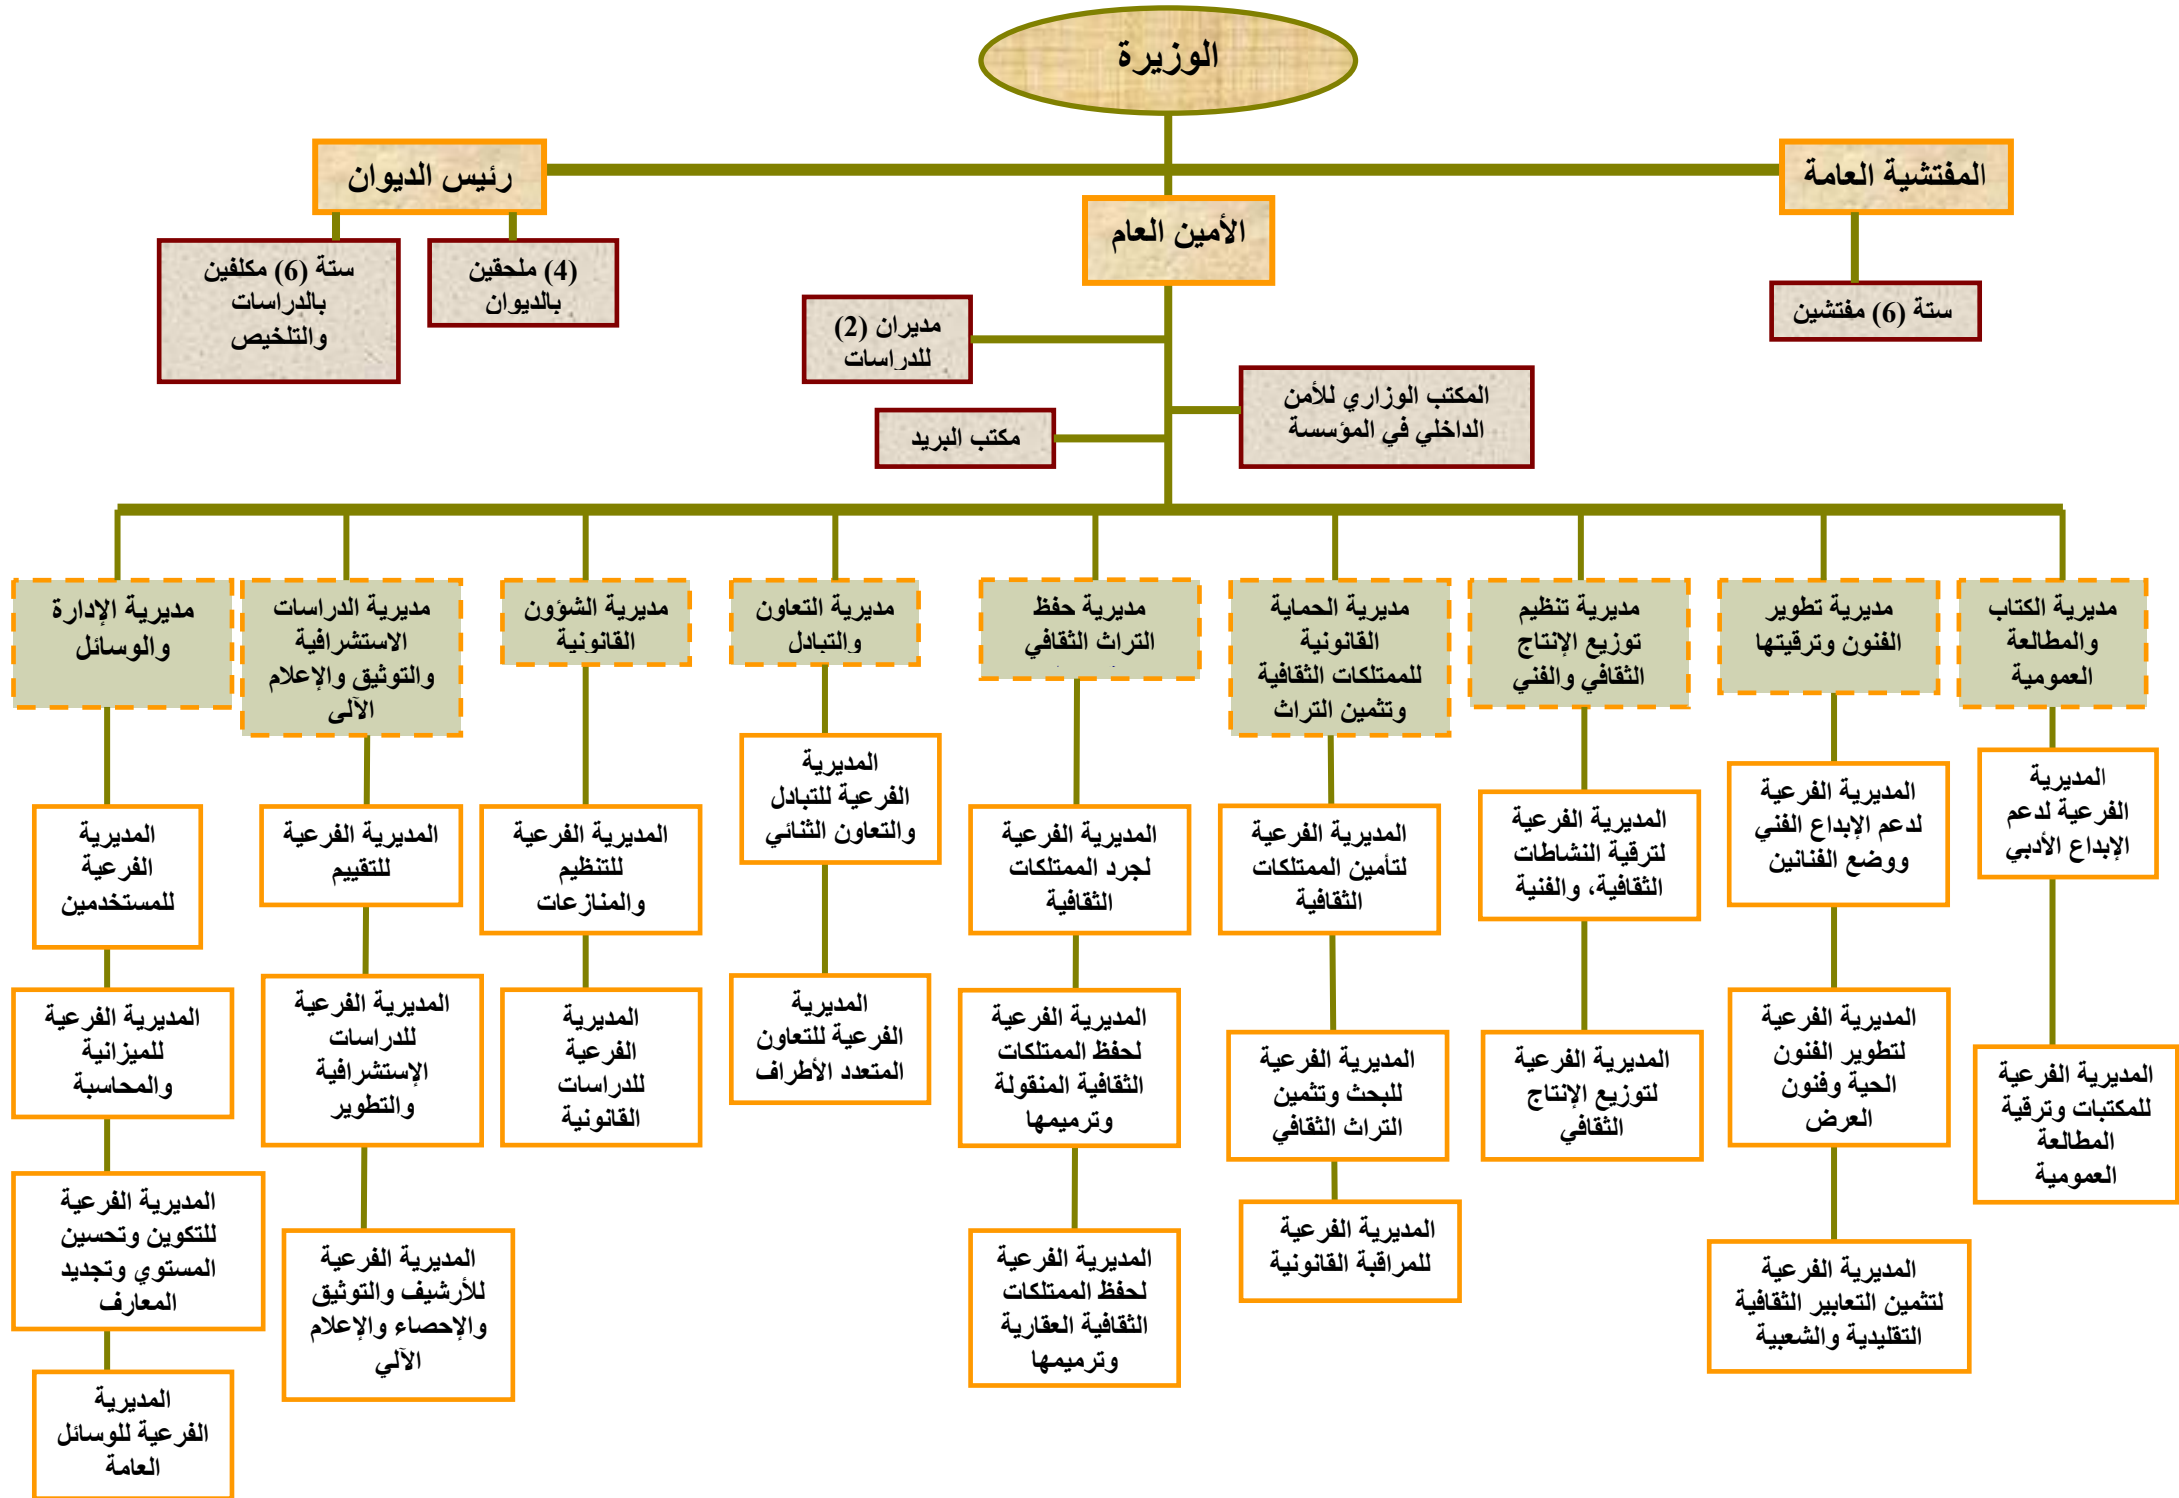 الوزيرة
المفتشية العامة
رئيس الديوان
الأمين العام
ستة (6) مفتشين
(4) ملحقين
بالديوان
ستة (6) مكلفين
بالدراسات
والتلخيص
مديران (2)
للدراسات
المكتب الوزاري للأمن
الداخلي في المؤسسة
مكتب البريد
مديرية الكتاب
والمطالعة
العمومية
مديرية تطوير
الفنون وترقيتها
مديرية تنظيم
توزيع الإنتاج
الثقافي والفني
مديرية الحماية
القانونية
للممتلكات الثقافية
وتثمين التراث
مديرية حفظ
التراث الثقافي
مديرية التعاون
والتبادل
مديرية الشؤون
القانونية
مديرية الدراسات
الاستشرافية
والتوثيق والإعلام
الآلي
مديرية الإدارة
والوسائل
المديرية
الفرعية لدعم
الإبداع الأدبي
المديرية الفرعية
للمكتبات وترقية
المطالعة
العمومية
المديرية الفرعية
لدعم الإبداع الفني
ووضع الفنانين
المديرية الفرعية
لتطوير الفنون
الحية وفنون
العرض
المديرية الفرعية
لتثمين التعابير الثقافية
التقليدية والشعبية
المديرية الفرعية
لترقية النشاطات
الثقافية، والفنية
المديرية الفرعية
لتوزيع الإنتاج
الثقافي
المديرية الفرعية
لتأمين الممتلكات
الثقافية
المديرية الفرعية
للبحث وتثمين
التراث الثقافي
المديرية الفرعية
للمراقبة القانونية
المديرية الفرعية
لجرد الممتلكات
الثقافية
المديرية الفرعية
لحفظ الممتلكات
الثقافية المنقولة
وترميمها
المديرية الفرعية
لحفظ الممتلكات
الثقافية العقارية
وترميمها
المديرية
الفرعية للتبادل
والتعاون الثنائي
المديرية
الفرعية للتعاون
المتعدد الأطراف
المديرية الفرعية
للتنظيم
والمنازعات
المديرية
الفرعية
للدراسات
القانونية
المديرية الفرعية
للتقييم
المديرية الفرعية
للدراسات
الإستشرافية
والتطوير
المديرية الفرعية
للأرشيف والتوثيق
والإحصاء والإعلام
الآلي
المديرية
الفرعية
للمستخدمين
المديرية الفرعية
للميزانية
والمحاسبة
المديرية الفرعية
للتكوين وتحسين
المستوي وتجديد
المعارف
المديرية
الفرعية للوسائل
العامة